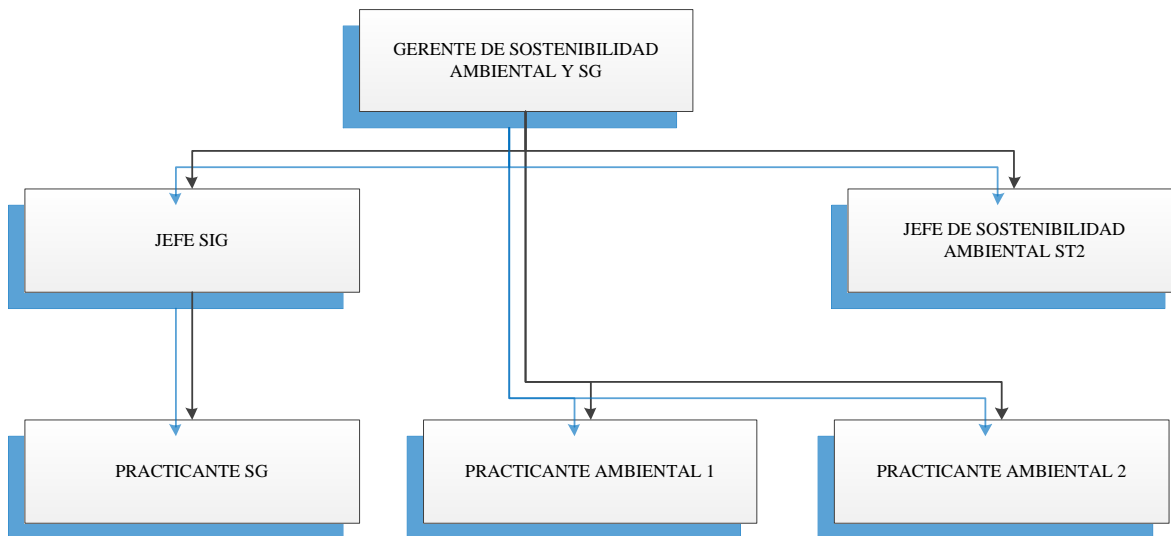 GERENTE DE SOSTENIBILIDAD
AMBIENTAL Y SG
JEFE SIG
JEFE DE SOSTENIBILIDAD
AMBIENTAL ST2
PRACTICANTE SG
PRACTICANTE AMBIENTAL 1
PRACTICANTE AMBIENTAL 2